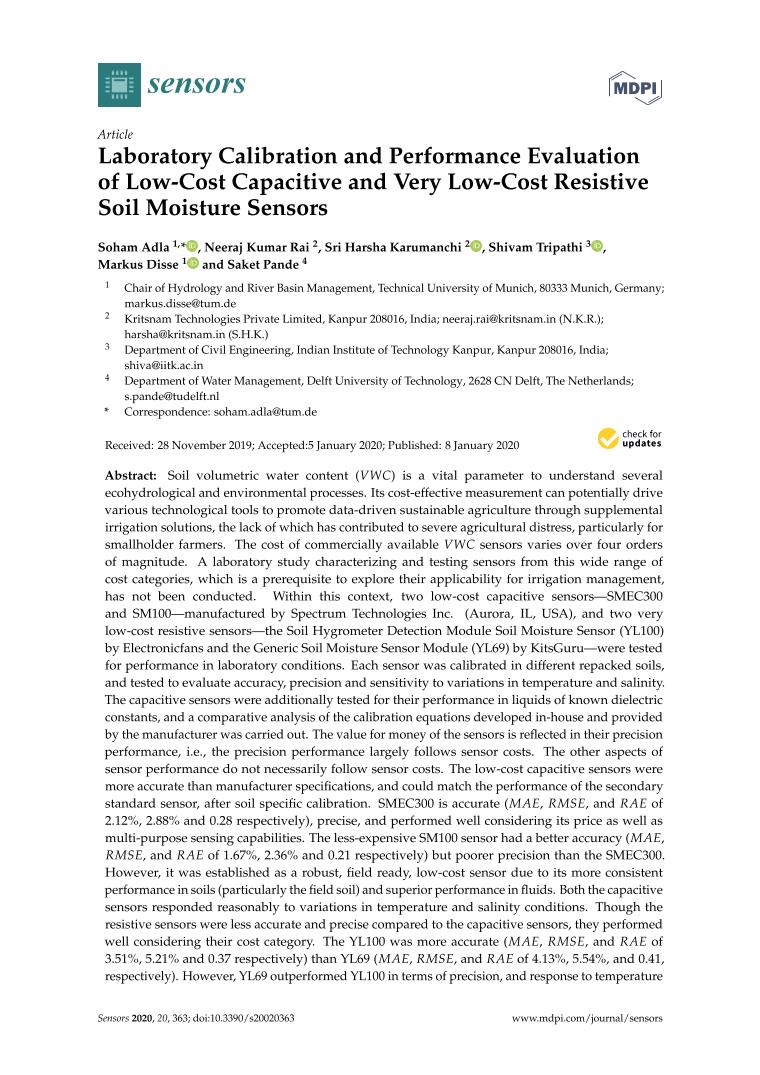 sensors
MDPI
Article
Laboratory Calibration and Performance Evaluation
of Low-Cost Capacitive and Very Low-Cost Resistive
Soil Moisture Sensors
Soham Adla 1,* iD, Neeraj Kumar Rai 2, Sri Harsha Karumanchi 2 iD, Shivam Tripathi 3 iD,
Markus Disse 1 iD and Saket Pande 4
1 Chair of Hydrology and River Basin Management, Technical University of Munich, 80333 Munich, Germany;
markus.disse@tum.de
2 Kritsnam Technologies Private Limited, Kanpur 208016, India; neeraj.rai@kritsnam.in (N.K.R.);
harsha@kritsnam.in (S.H.K.)
3 Department of Civil Engineering, Indian Institute of Technology Kanpur, Kanpur 208016, India;
shiva@iitk.ac.in
4 Department of Water Management, Delft University of Technology, 2628 CN Delft, The Netherlands;
s.pande@tudelft.nl
* Correspondence: soham.adla@tum.de
Received: 28 November 2019; Accepted:5 January 2020; Published: 8 January 2020
check for
updates
Abstract: Soil volumetric water content (VWC) is a vital parameter to understand several
ecohydrological and environmental processes. Its cost-effective measurement can potentially drive
various technological tools to promote data-driven sustainable agriculture through supplemental
irrigation solutions, the lack of which has contributed to severe agricultural distress, particularly for
smallholder farmers. The cost of commercially available VWC sensors varies over four orders
of magnitude. A laboratory study characterizing and testing sensors from this wide range of
cost categories, which is a prerequisite to explore their applicability for irrigation management,
has not been conducted. Within this context, two low-cost capacitive sensors—SMEC300
and SM100—manufactured by Spectrum Technologies Inc. (Aurora, IL, USA), and two very
low-cost resistive sensors—the Soil Hygrometer Detection Module Soil Moisture Sensor (YL100)
by Electronicfans and the Generic Soil Moisture Sensor Module (YL69) by KitsGuru—were tested
for performance in laboratory conditions. Each sensor was calibrated in different repacked soils,
and tested to evaluate accuracy, precision and sensitivity to variations in temperature and salinity.
The capacitive sensors were additionally tested for their performance in liquids of known dielectric
constants, and a comparative analysis of the calibration equations developed in-house and provided
by the manufacturer was carried out. The value for money of the sensors is reflected in their precision
performance, i.e., the precision performance largely follows sensor costs. The other aspects of
sensor performance do not necessarily follow sensor costs. The low-cost capacitive sensors were
more accurate than manufacturer specifications, and could match the performance of the secondary
standard sensor, after soil specific calibration. SMEC300 is accurate (MAE, RMSE, and RAE of
2.12%, 2.88% and 0.28 respectively), precise, and performed well considering its price as well as
multi-purpose sensing capabilities. The less-expensive SM100 sensor had a better accuracy (MAE,
RMSE, and RAE of 1.67%, 2.36% and 0.21 respectively) but poorer precision than the SMEC300.
However, it was established as a robust, field ready, low-cost sensor due to its more consistent
performance in soils (particularly the field soil) and superior performance in fluids. Both the capacitive
sensors responded reasonably to variations in temperature and salinity conditions. Though the
resistive sensors were less accurate and precise compared to the capacitive sensors, they performed
well considering their cost category. The YL100 was more accurate (MAE, RMSE, and RAE of
3.51%, 5.21% and 0.37 respectively) than YL69 (MAE, RMSE, and RAE of 4.13%, 5.54%, and 0.41,
respectively). However, YL69 outperformed YL100 in terms of precision, and response to temperature
Sensors 2020, 20, 363; doi:10.3390/s20020363
www.mdpi.com/journal/sensors